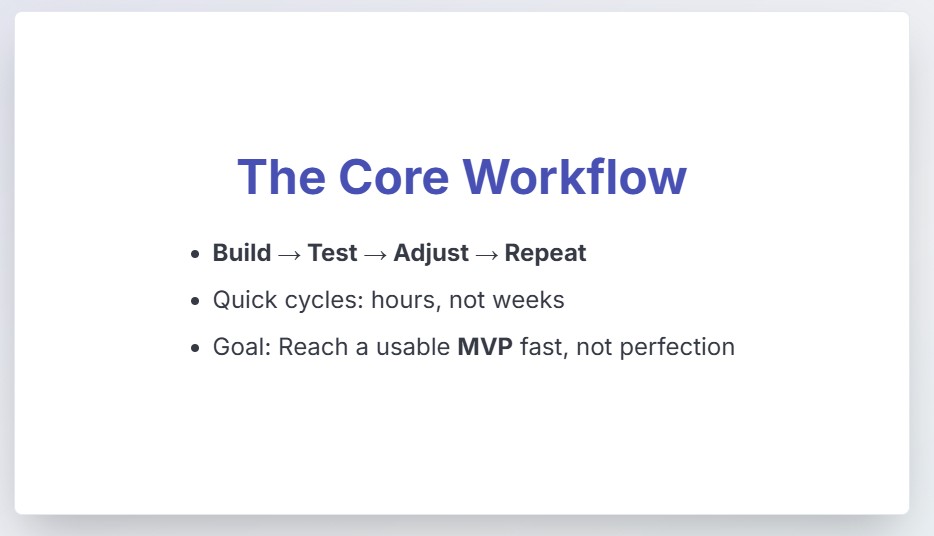 The Core Workflow
• Build → Test → Adjust → Repeat
• Quick cycles: hours, not weeks
• Goal: Reach a usable MVP fast, not perfection